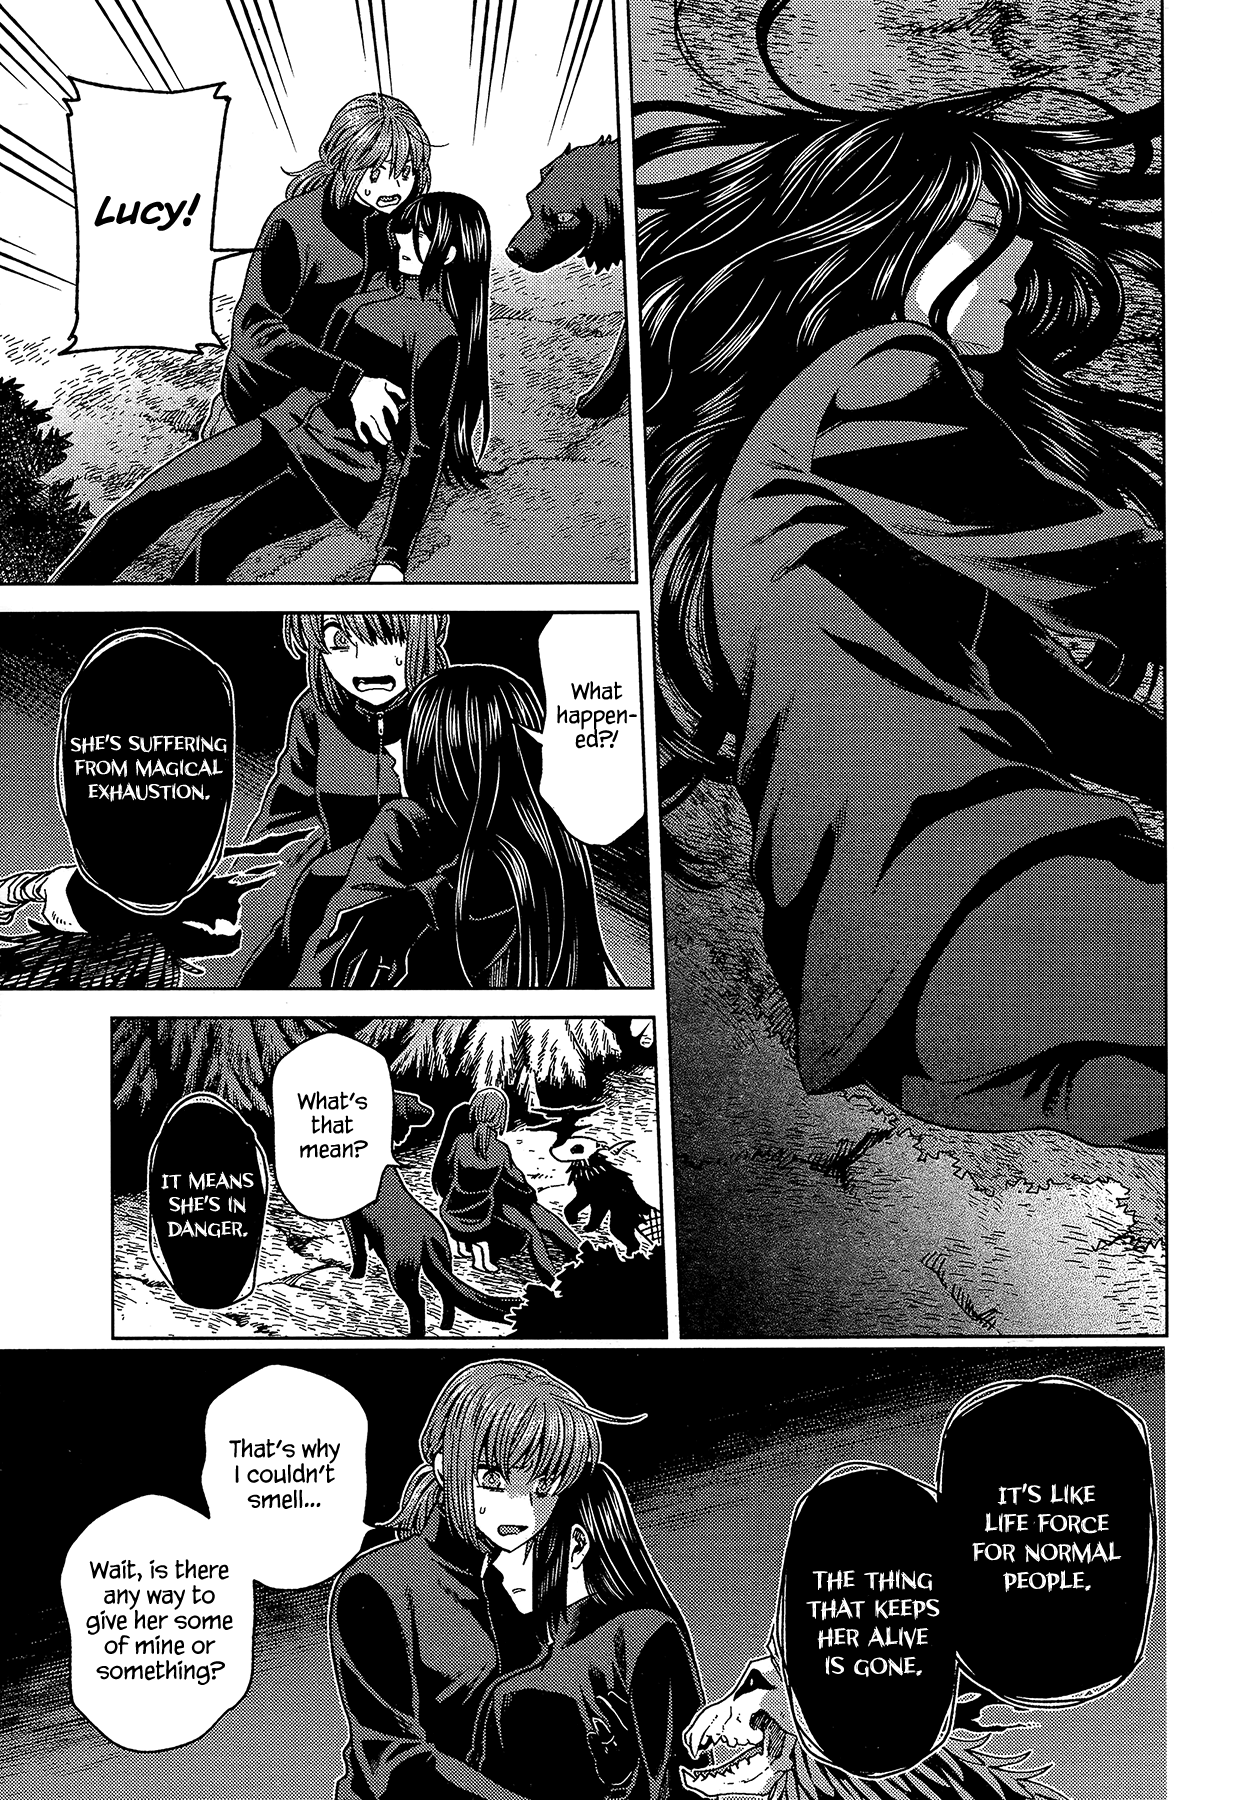 Lucy!
What
happen-
ed?!
SHE'S SUFFERING
FROM MAGICAL
EXHAUSTION.
What's
that
mean?
IT MEANS
SHE'S IN
DANGER.
IT'S LIKE
LIFE FORCE
FOR NORMAL
PEOPLE.
THE THING
THAT KEEPS
HER ALIVE
IS GONE.
That's why
I couldn't
smell...
Wait, is there
any way to
give her some
of mine or
something?